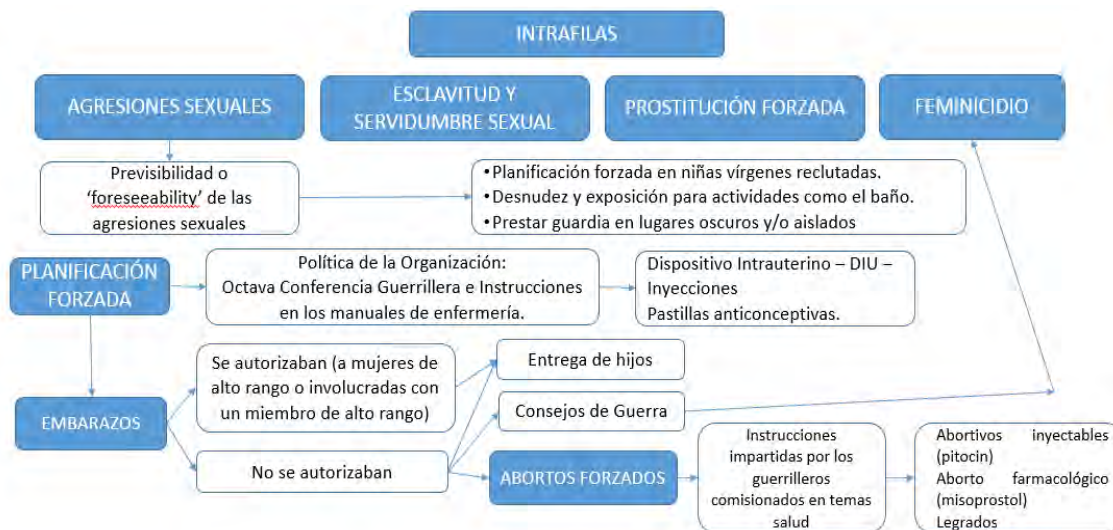 INTRAFILAS
AGRESIONES SEXUALES
ESCLAVITUD Y
SERVIDUMBRE SEXUAL
PROSTITUCIÓN FORZADA
FEMINICIDIO
Previsibilidad o
‘foreseeability’ de las
agresiones sexuales
•Planificación forzada en niñas vírgenes reclutadas.
•Desnudez y exposición para actividades como el baño.
•Prestar guardia en lugares oscuros y/o aislados
PLANIFICACIÓN
FORZADA
Política de la Organización:
Octava Conferencia Guerrillera e Instrucciones
en los manuales de enfermería.
Dispositivo Intrauterino – DIU –
Inyecciones
Pastillas anticonceptivas.
EMBARAZOS
Se autorizaban (a mujeres de
alto rango o involucradas con
un miembro de alto rango)
No se autorizaban
Entrega de hijos
Consejos de Guerra
ABORTOS FORZADOS
Instrucciones
impartidas por los
guerrilleros
comisionados en temas
salud
Abortivos inyectables
(pitocin)
Aborto farmacológico
(misoprostol)
Legrados